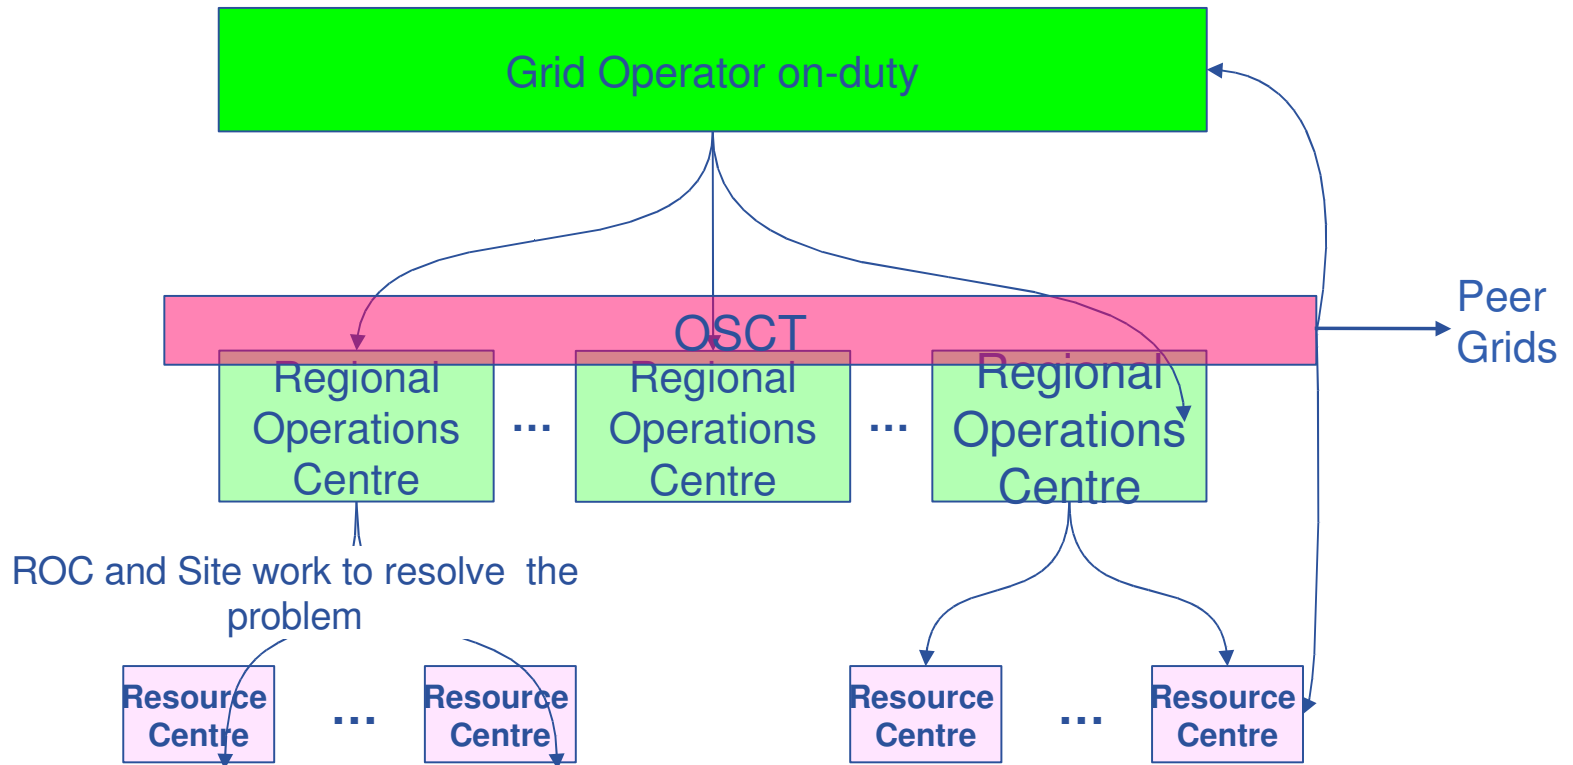 Grid Operator on-duty
OSCT
Peer
Grids
Regional
Operations
Centre
...
Regional
Operations
Centre
...
Regional
Operations
Centre
ROC and Site work to resolve  the
problem
Resource
Centre
...
Resource
Centre
Resource
Centre
...
Resource
Centre